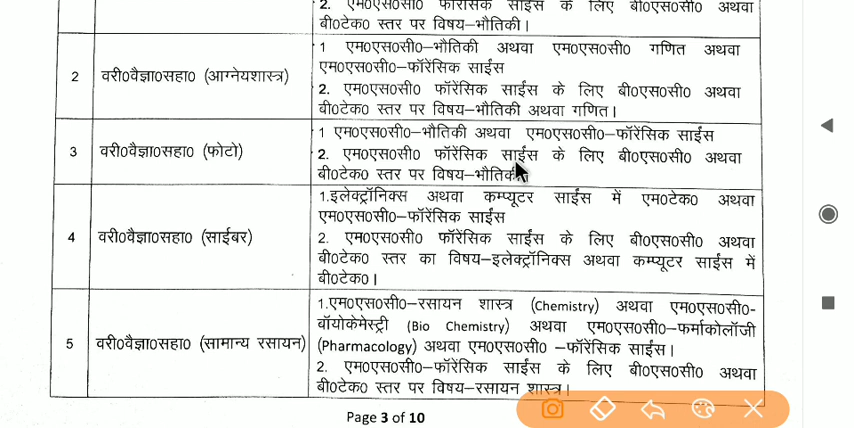 2. एम0एस0सी0 फॉरेंसिक साईंस के लिए बी0एस0सी0 अथवा
बी0टेक0 स्तर पर विषय–भौतिकी।
2
वरी0वैज्ञा0सहा0 (आग्नेयशास्त्र)
1 एम0एस0सी0–भौतिकी अथवा एम0एस0सी0 गणित अथवा
एम0एस0सी0–फॉरेंसिक साईंस
2. एम0एस0सी0 फॉरेंसिक साईंस के लिए बी0एस0सी0 अथवा
बी0टेक0 स्तर पर विषय–भौतिकी अथवा गणित।
3
वरी0वैज्ञा0सहा0 (फोटो)
1 एम0एस0सी0–भौतिकी अथवा एम0एस0सी0–फॉरेंसिक साईंस
2. एम0एस0सी0 फॉरेंसिक साईंस के लिए बी0एस0सी0 अथवा
बी0टेक0 स्तर पर विषय–भौतिकी।
4
वरी0वैज्ञा0सहा0 (साईबर)
1.इलेक्ट्रॉनिक्स अथवा कम्प्यूटर साईंस में एम0टेक0 अथवा
एम0एस0सी0–फॉरेंसिक साईंस
2. एम0एस0सी0 फॉरेंसिक साईंस के लिए बी0एस0सी0 अथवा
बी0टेक0 स्तर का विषय–इलेक्ट्रॉनिक्स अथवा कम्प्यूटर साईंस में
बी0टेक0।
5
वरी0वैज्ञा0सहा0 (सामान्य रसायन)
1.एम0एस0सी0–रसायन शास्त्र (Chemistry) अथवा एम0एस0सी0-
बॉयोकेमेस्ट्री (Bio Chemistry) अथवा एम0एस0सी0–फर्माकोलॉजी
(Pharmacology) अथवा एम0एस0सी0 –फॉरेंसिक साईंस।
2. एम0एस0सी0–फॉरेंसिक साईंस के लिए बी0एस0सी0 अथवा
बी0टेक0 स्तर पर विषय–रसायन शास्त्र।
Page 3 of 10